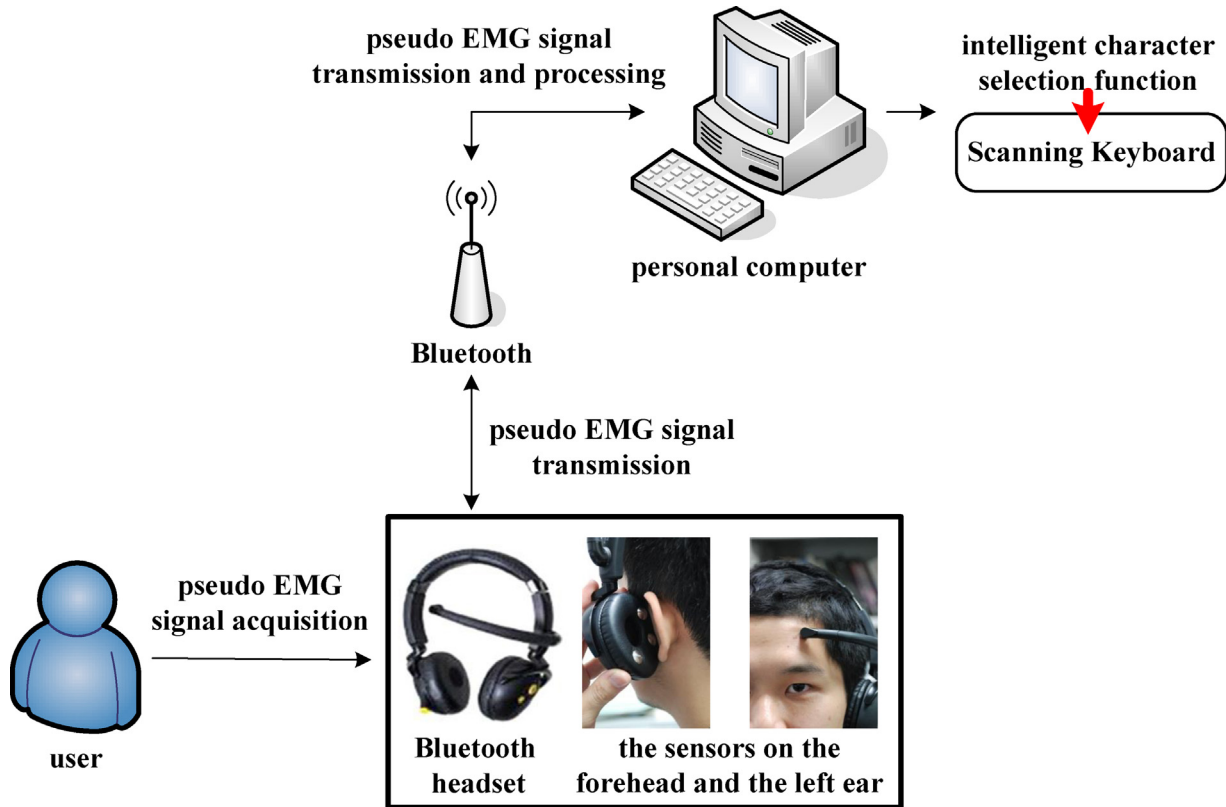 pseudo EMG signal
transmission and processing
intelligent character
selection function
Scanning Keyboard
personal computer
Bluetooth
pseudo EMG signal
transmission
pseudo EMG
signal acquisition
user
Bluetooth
headset
the sensors on the
forehead and the left ear